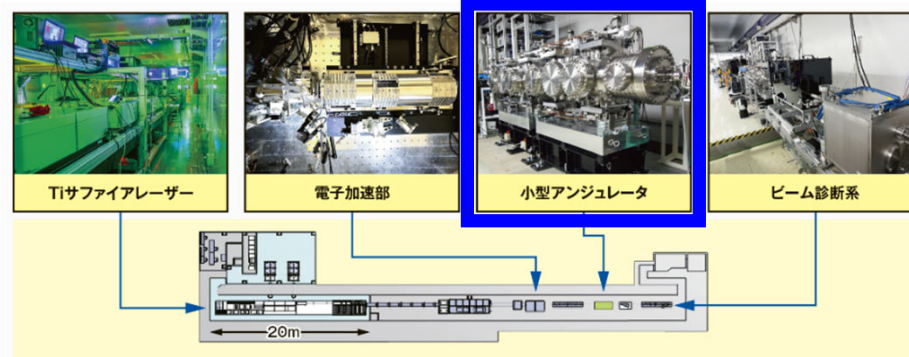 Tiサファイアレーザー
電子加速部
小型アンジュレータ
ビーム診断系
20m